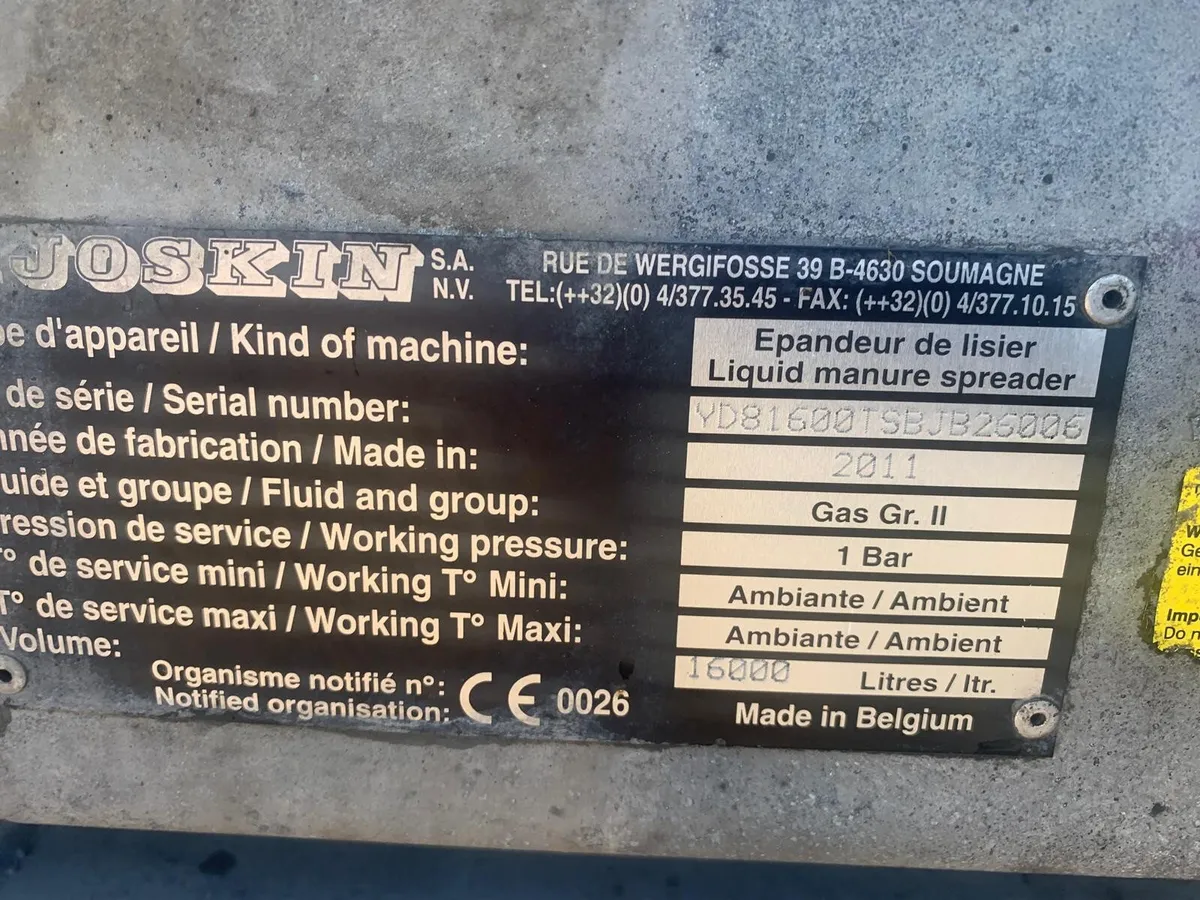 JOSKIN S.A. N.V.
RUE DE WERGIFOSSE 39 B-4630 SOUMAGNE
TEL:(++32)(0) 4/377.35.45 - FAX: (++32)(0) 4/377.10.15
d'appareil / Kind of machine: Epandeur de lisier
Liquid manure spreader
de série / Serial number: YD81600TSBJB26006
de fabrication / Made in: 2011
et groupe / Fluid and group: Gas Gr. II
de service / Working pressure: 1 Bar
T° de service mini / Working T° Mini: Ambiante / Ambient
T° de service maxi / Working T° Maxi: Ambiante / Ambient
Volume: 16000 Litres / ltr.
Organisme notifié n°:
Notified organisation: CE 0026
Made in Belgium